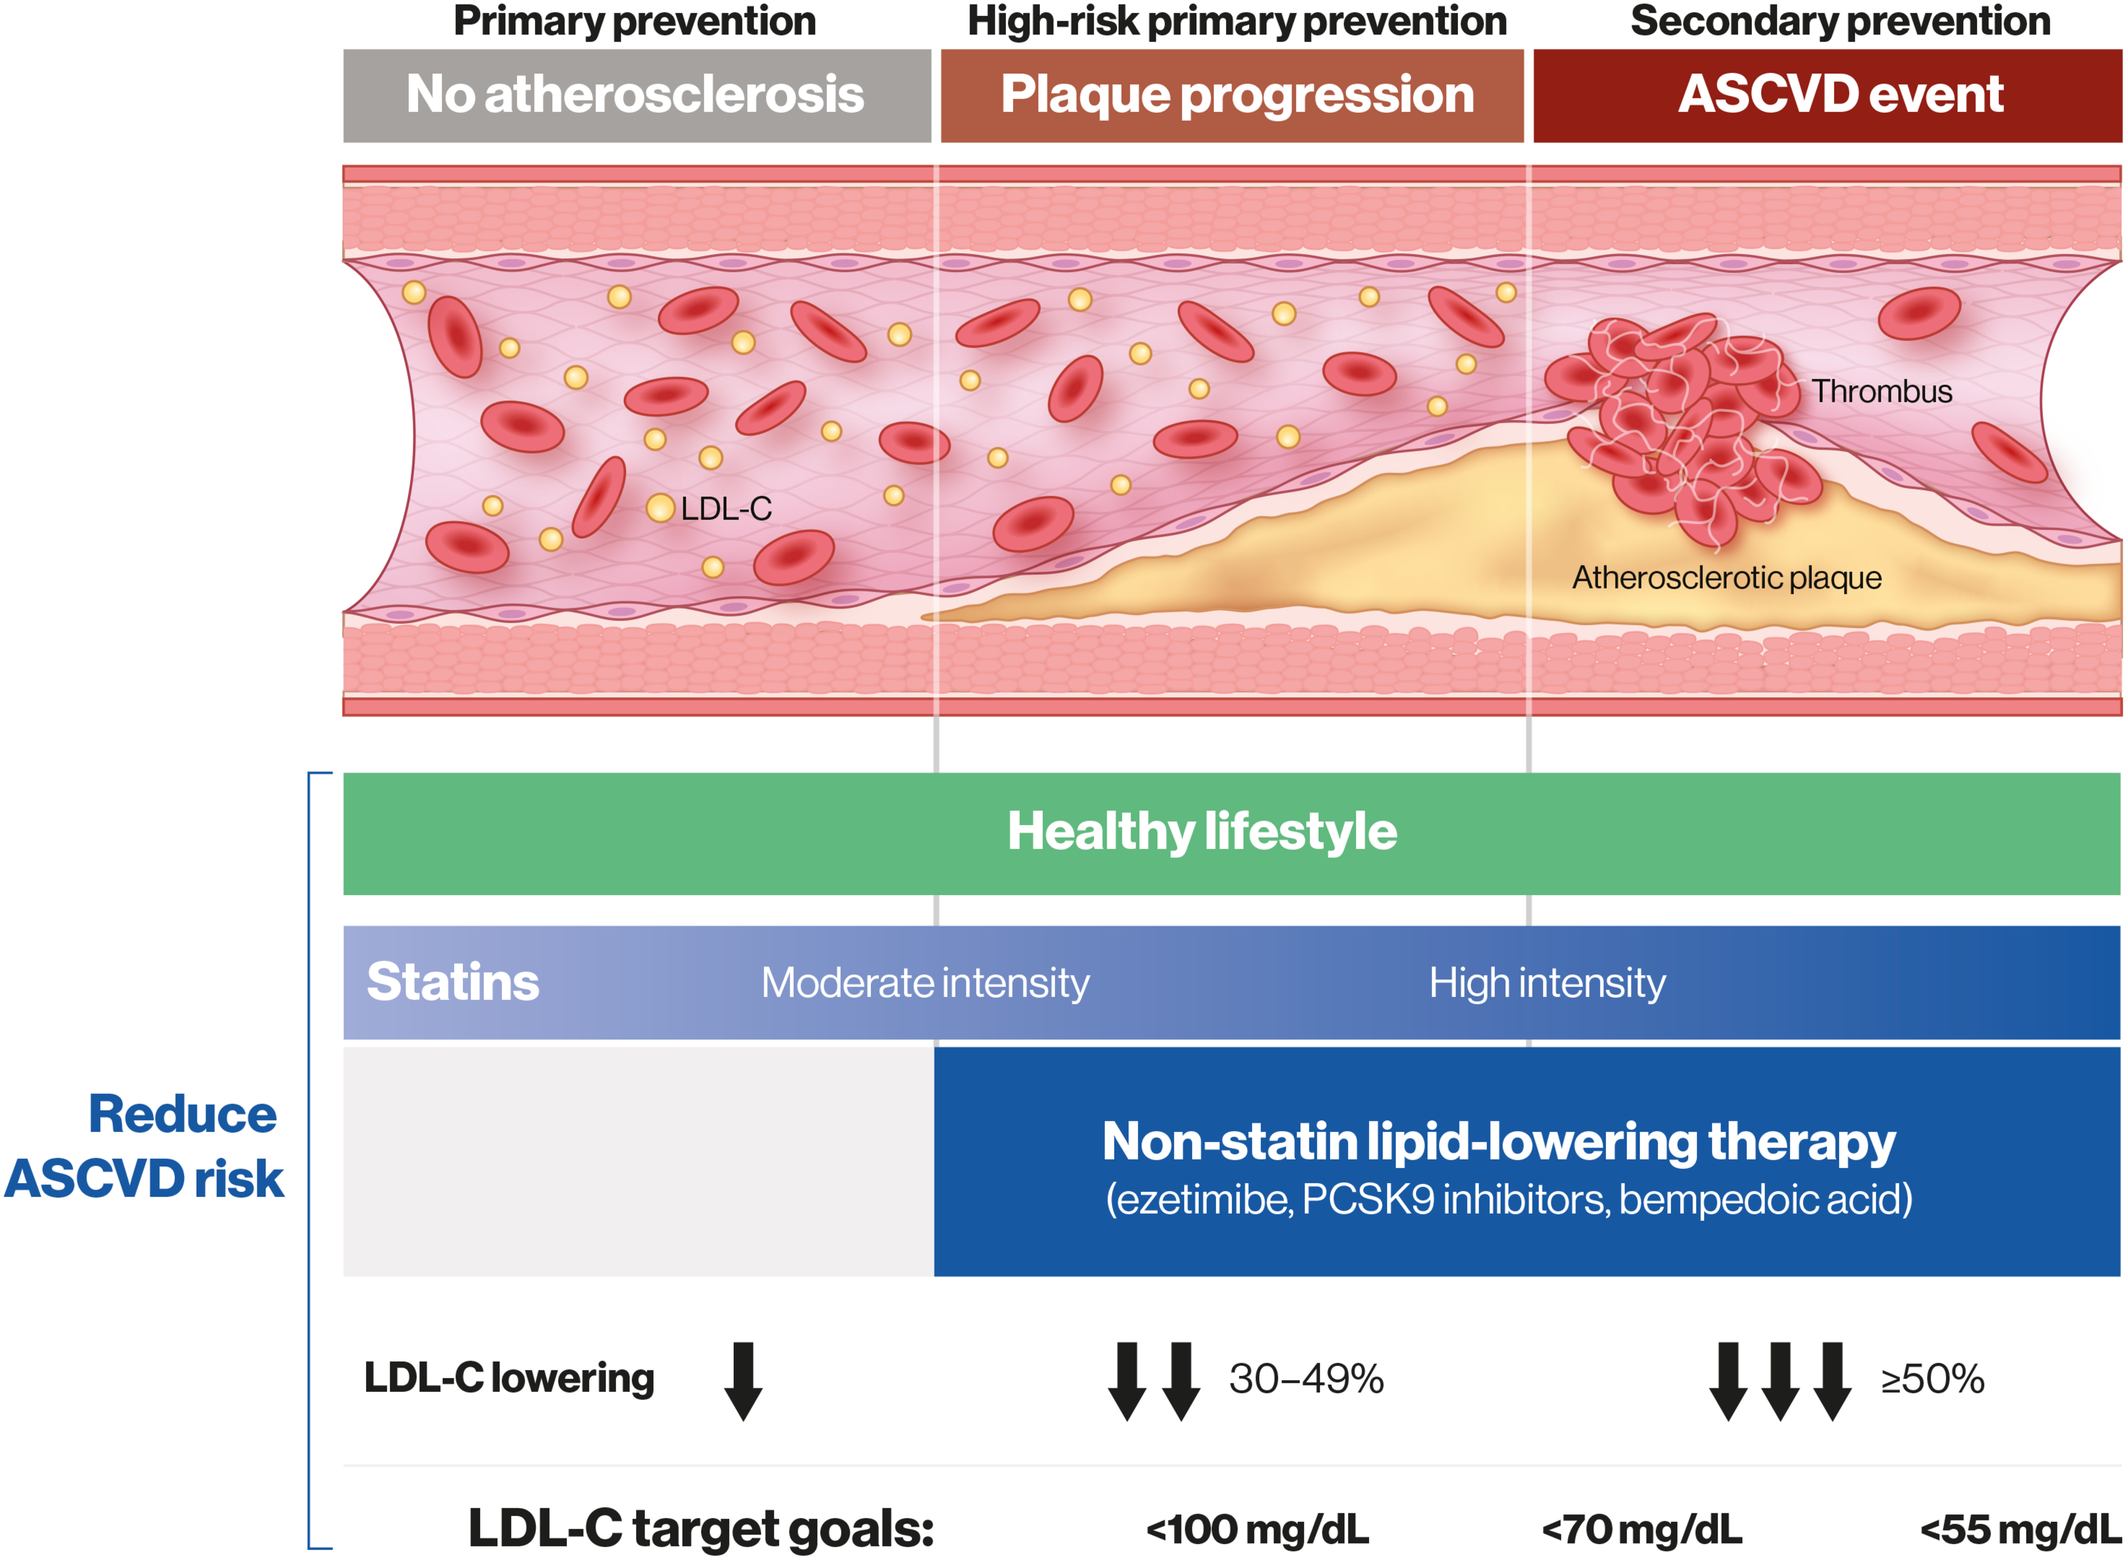 Primary prevention
High-risk primary prevention
Secondary prevention
No atherosclerosis
Plaque progression
ASCVD event
Thrombus
LDL-C
Atherosclerotic plaque
Healthy lifestyle
Statins
Moderate intensity
High intensity
Reduce
ASCVD risk
Non-statin lipid-lowering therapy
(ezetimibe, PCSK9 inhibitors, bempedoic acid)
LDL-C lowering
30–49%
≥50%
LDL-C target goals:
<100 mg/dL
<70 mg/dL
<55 mg/dL